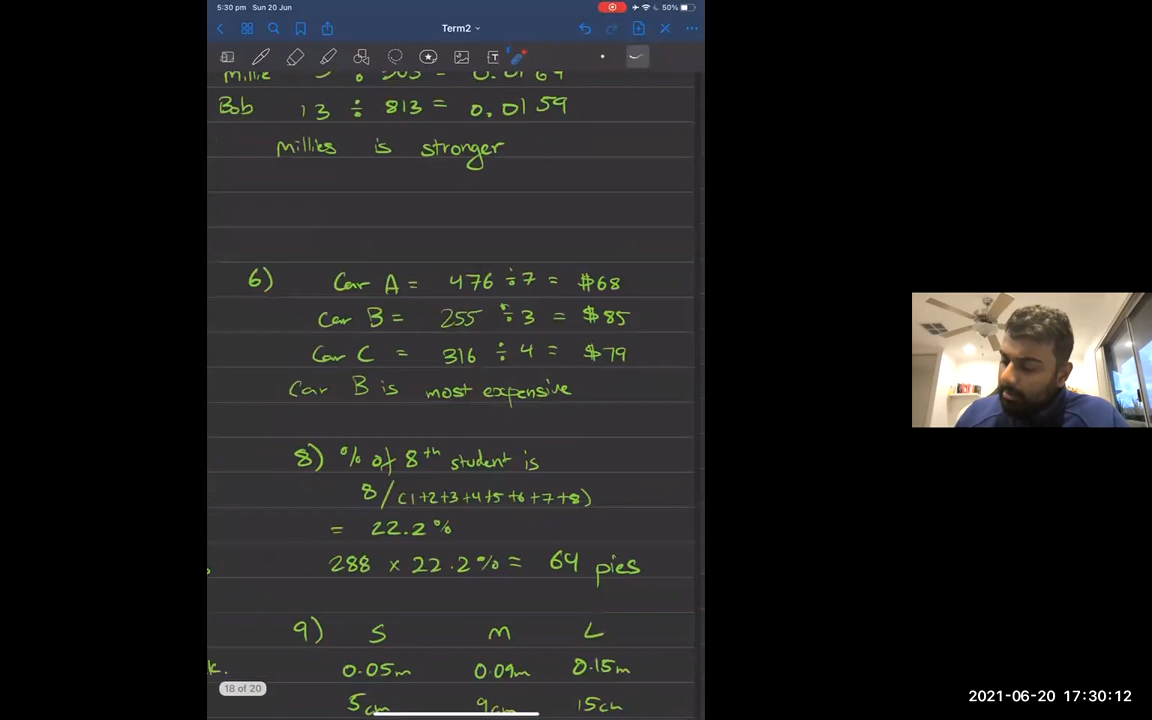 5:30 pm Sun 20 Jun
50%
Term2
Millie
Bob 13 ÷ 813 = 0.0159
Millies is stronger
6) Car A = 476 ÷ 7 = $68
Car B = 255 ÷ 3 = $85
Car C = 316 ÷ 4 = $79
Car B is most expensive
8) % of 8th student is
8/(1+2+3+4+5+6+7+8)
= 22.2%
288 x 22.2% = 64 pies
9) S M L
k. 0.05m 0.09m 0.15m
18 of 20
5cm 9cm 15cm
2021-06-20 17:30:12